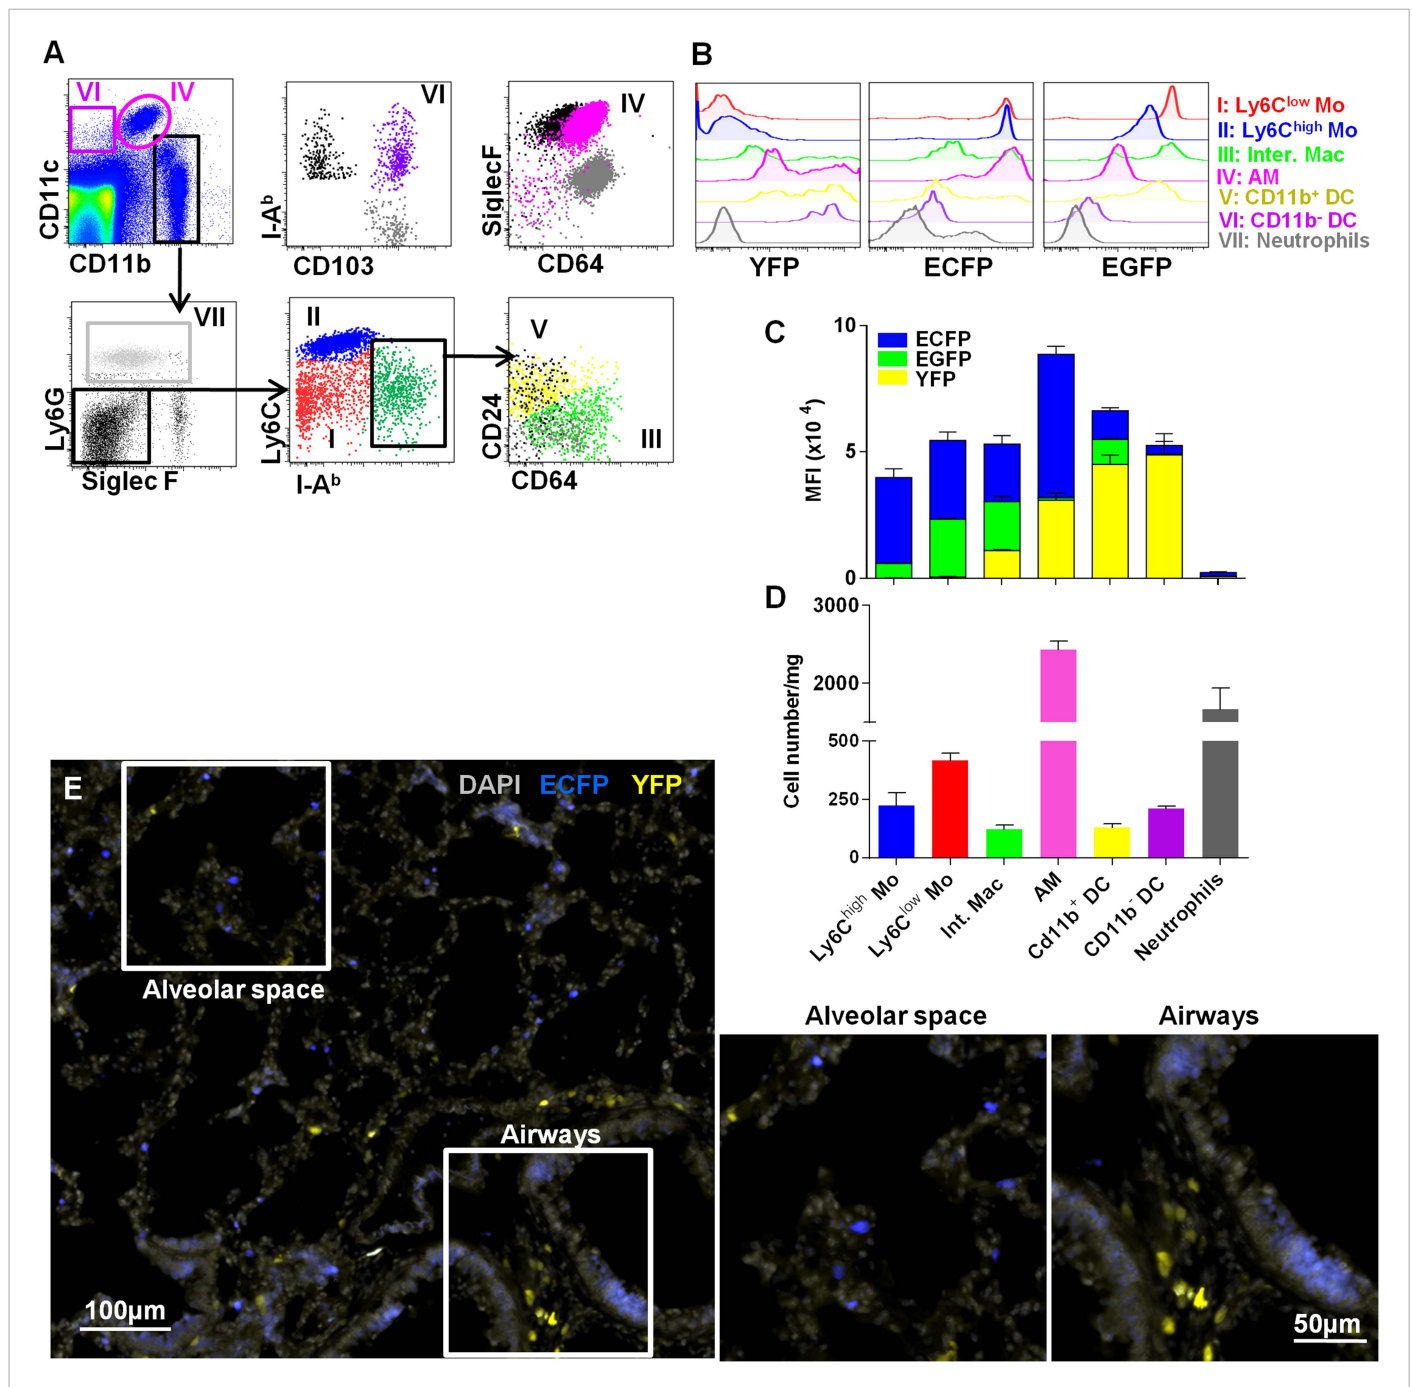 A
VI
IV
CD11c
CD11b
VI
I-Aᵇ
CD103
IV
SiglecF
CD64
VII
Ly6G
Siglec F
II
I
Ly6C
I-Aᵇ
V
III
CD24
CD64
B
YFP
ECFP
EGFP
I: Ly6Cˡᵒʷ Mo
II: Ly6Cʰⁱᵍʰ Mo
III: Inter. Mac
IV: AM
V: CD11b⁺ DC
VI: CD11b⁻ DC
VII: Neutrophils
C
ECFP
EGFP
YFP
MFI (x10 ⁴)
10
5
0
D
Cell number/mg
3000
2000
500
250
0
Ly6Cʰⁱᵍʰ Mo
Ly6Cˡᵒʷ Mo
Int. Mac
AM
Cd11b⁺ DC
CD11b⁻ DC
Neutrophils
E
DAPI ECFP YFP
Alveolar space
Airways
100µm
Alveolar space
Airways
50µm